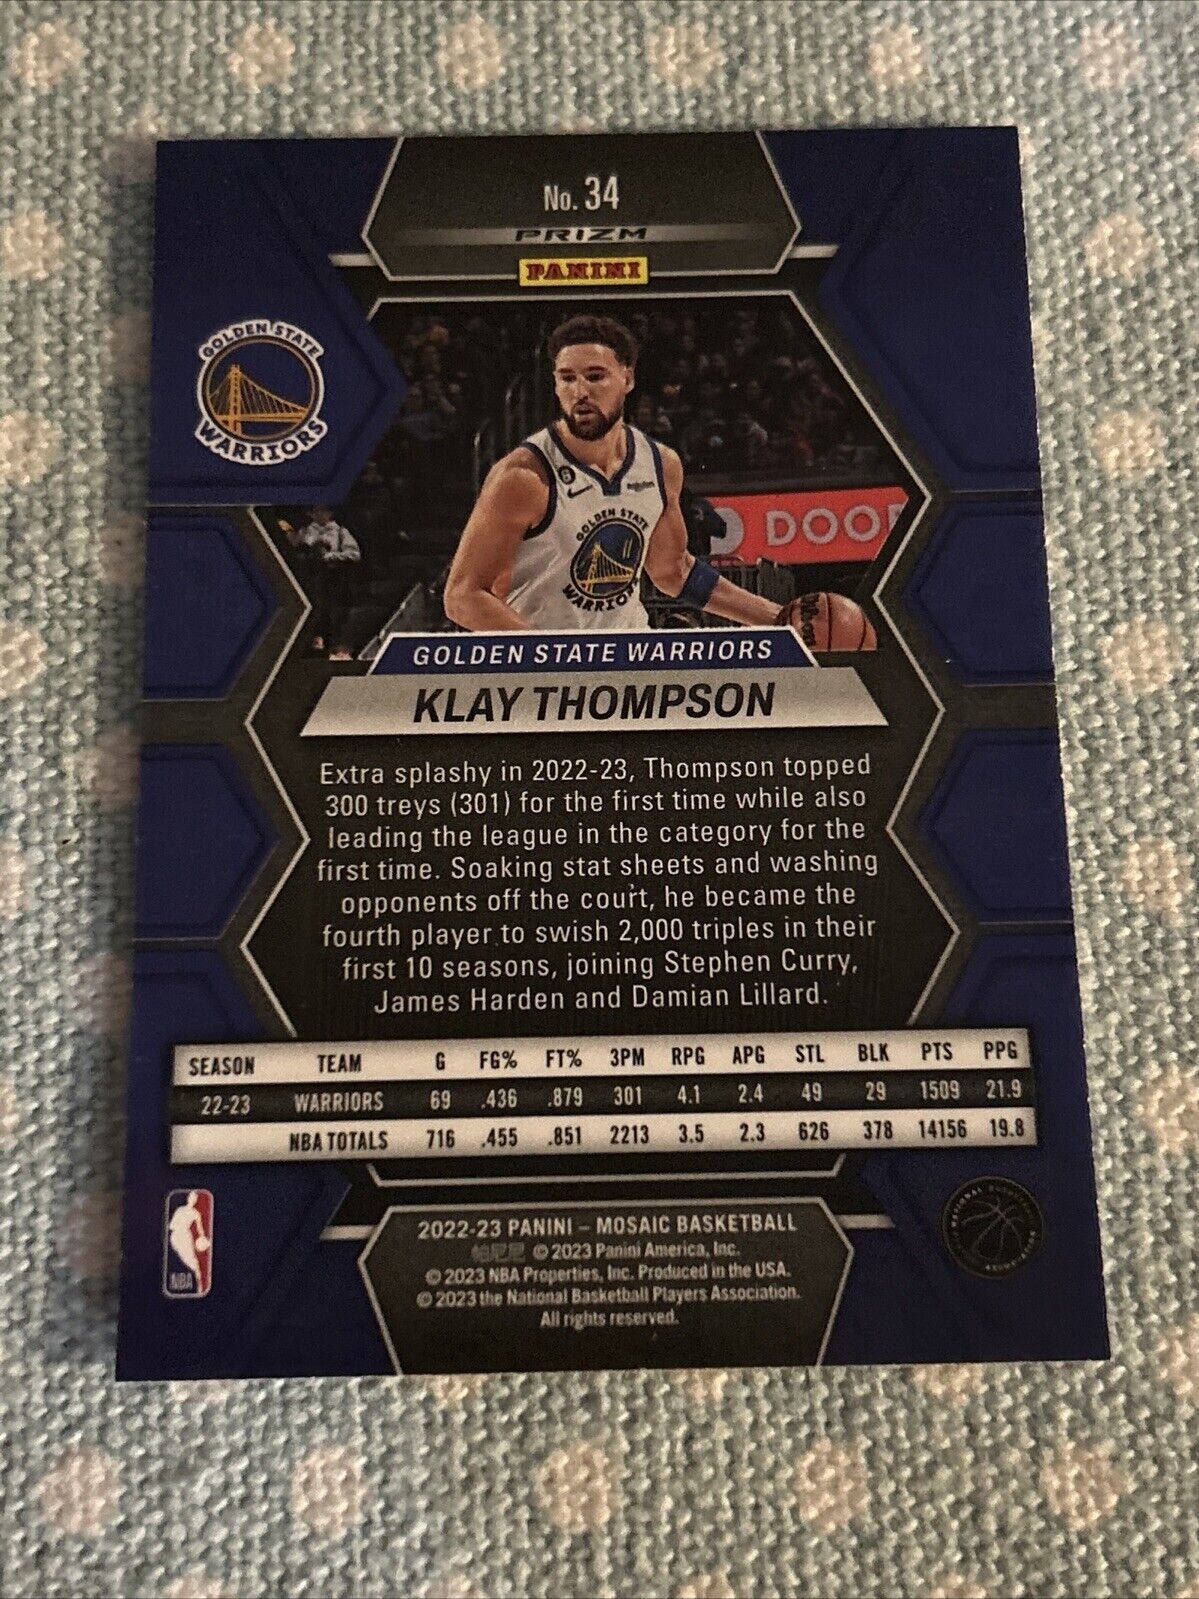 No. 34
PRIZM
PANINI
GOLDEN STATE
WARRIORS
DOOR
GOLDEN STATE
11
WARRIORS
GOLDEN STATE WARRIORS
KLAY THOMPSON
Extra splashy in 2022-23, Thompson topped
300 treys (301) for the first time while also
leading the league in the category for the
first time. Soaking stat sheets and washing
opponents off the court, he became the
fourth player to swish 2,000 triples in their
first 10 seasons, joining Stephen Curry,
James Harden and Damian Lillard.
SEASON TEAM G FG% FT% 3PM RPG APG STL BLK PTS PPG
22-23 WARRIORS 69 .436 .879 301 4.1 2.4 49 29 1509 21.9
NBA TOTALS 716 .455 .851 2213 3.5 2.3 626 378 14156 19.8
NBA
2022-23 PANINI – MOSAIC BASKETBALL
帕尼尼 © 2023 Panini America, Inc.
© 2023 NBA Properties, Inc. Produced in the USA.
© 2023 the National Basketball Players Association.
All rights reserved.